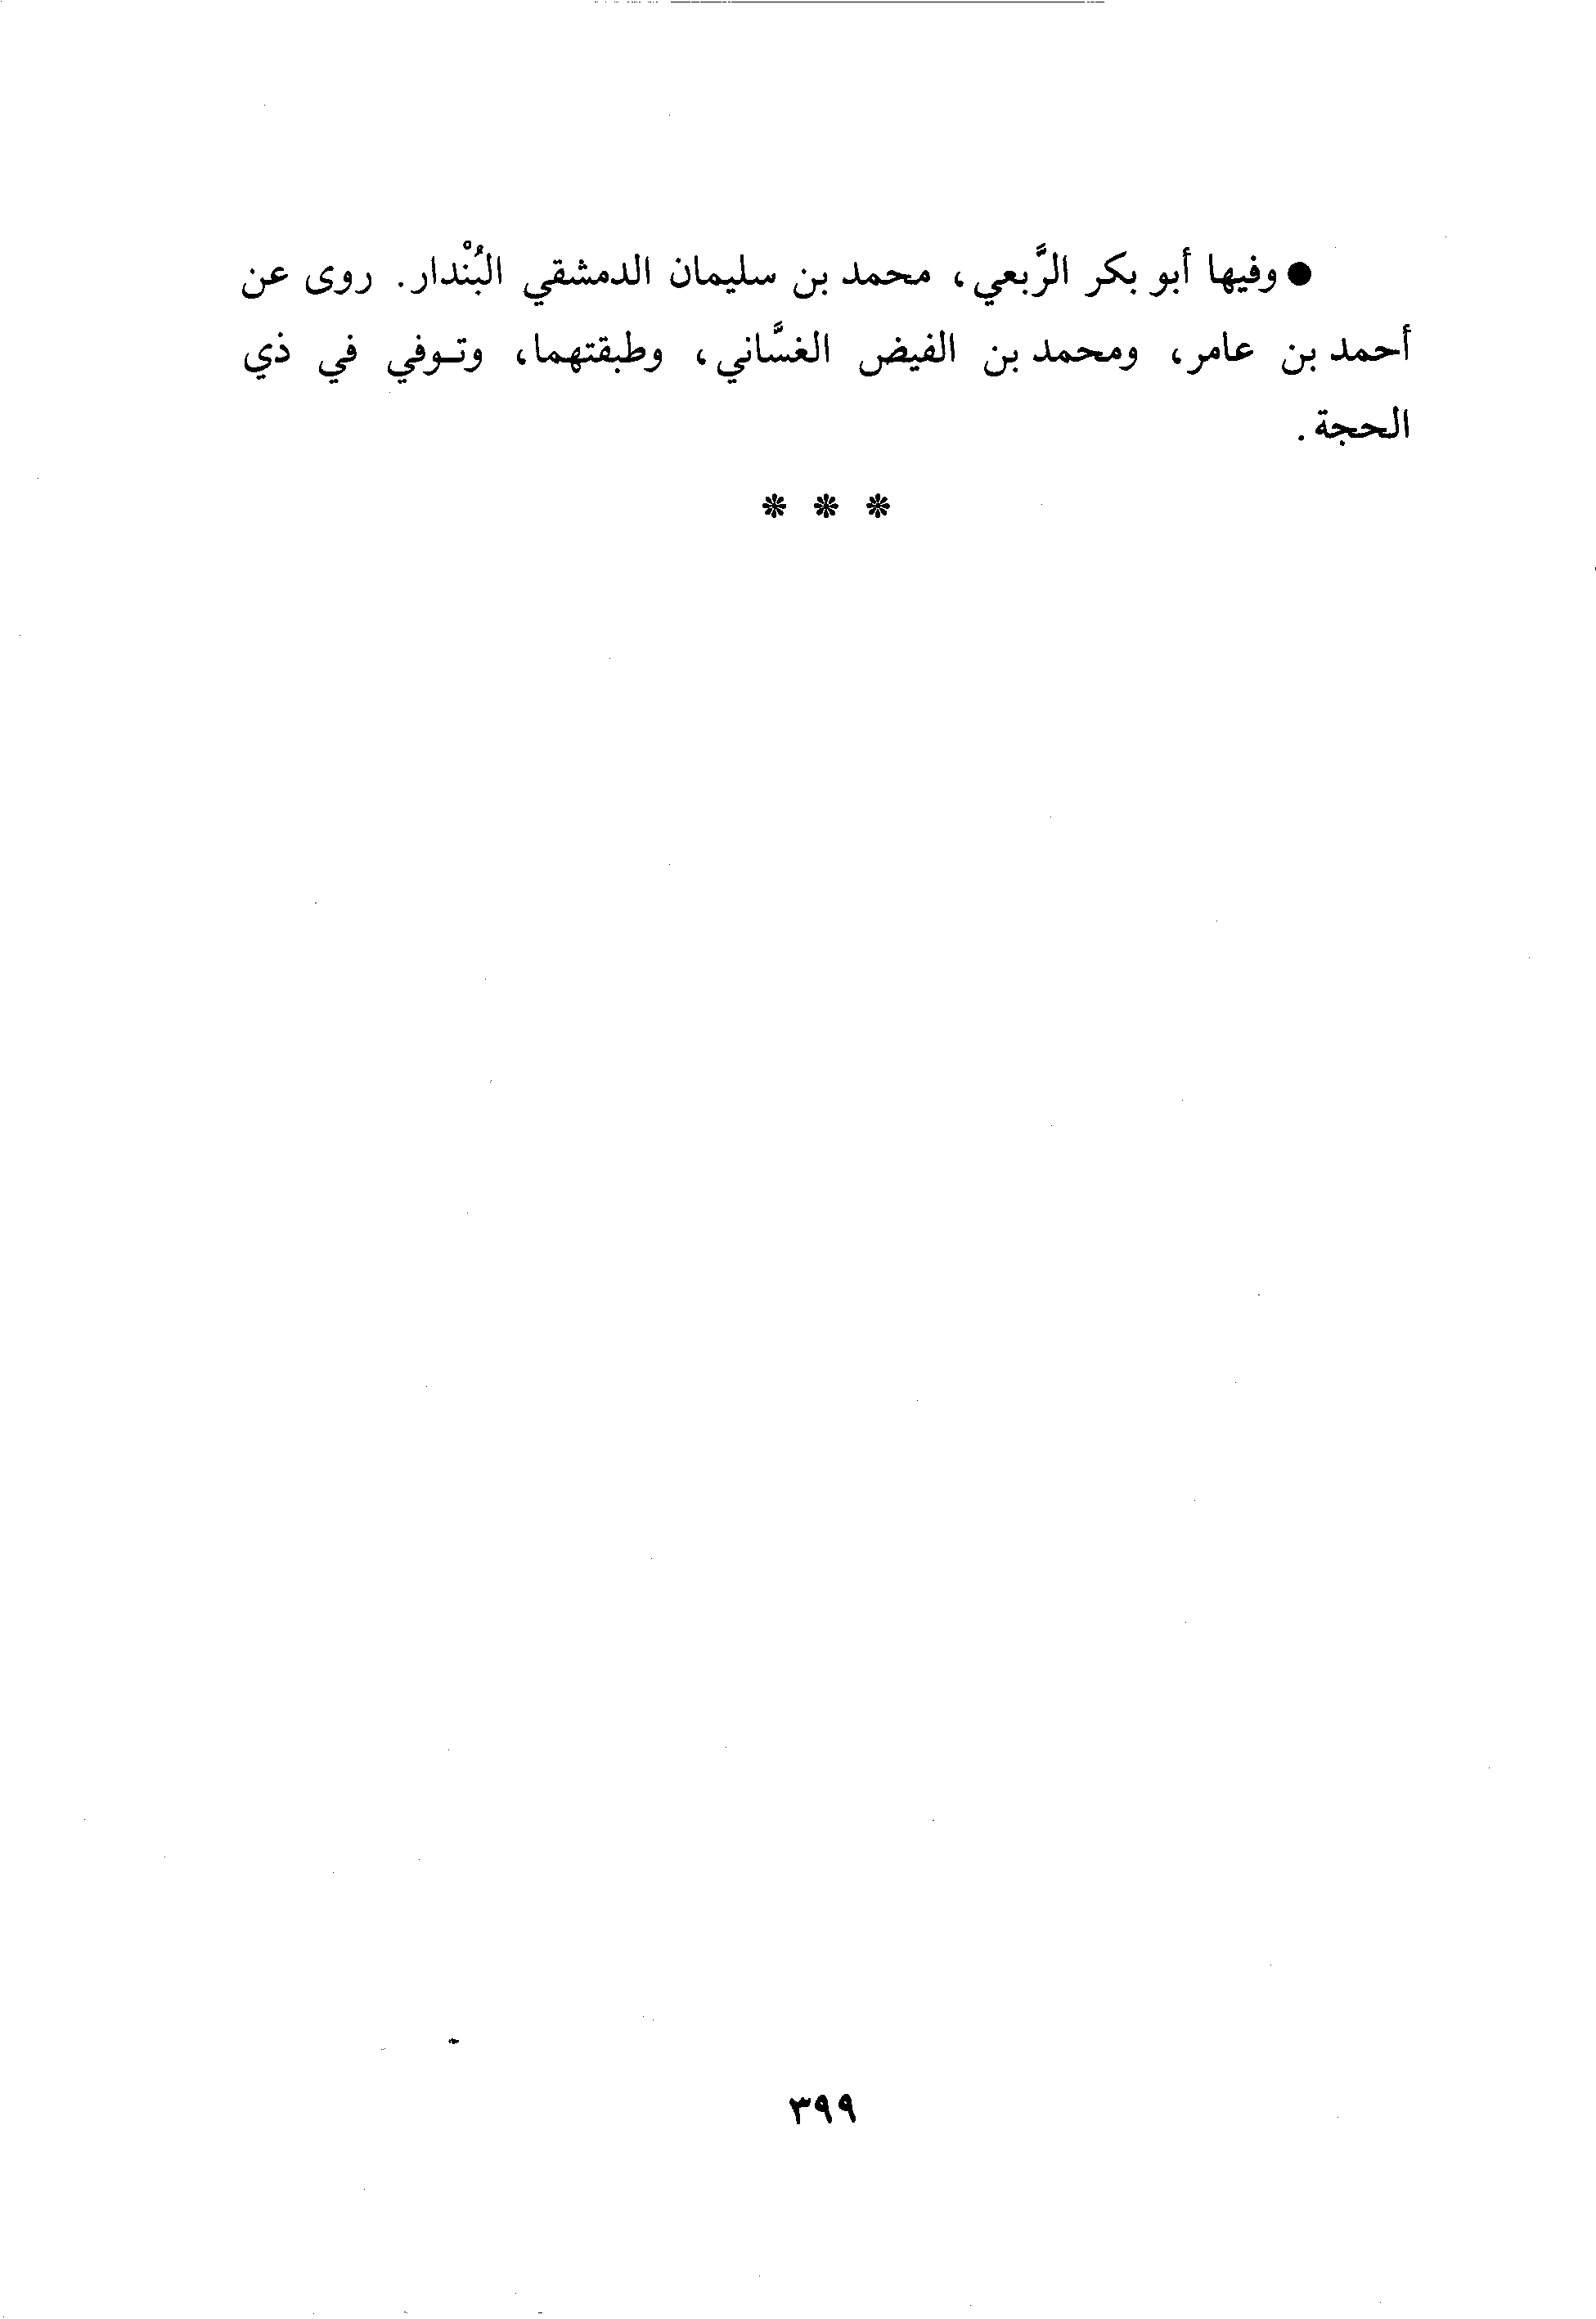 ● وفيها أبو بكر الرَّبعي، محمد بن سليمان الدمشقي البُنْدار. روى عن
أحمد بن عامر، ومحمد بن الفيض الغسَّاني، وطبقتهما، وتـوفي في ذي
الحجة.
* * *
٣٩٩